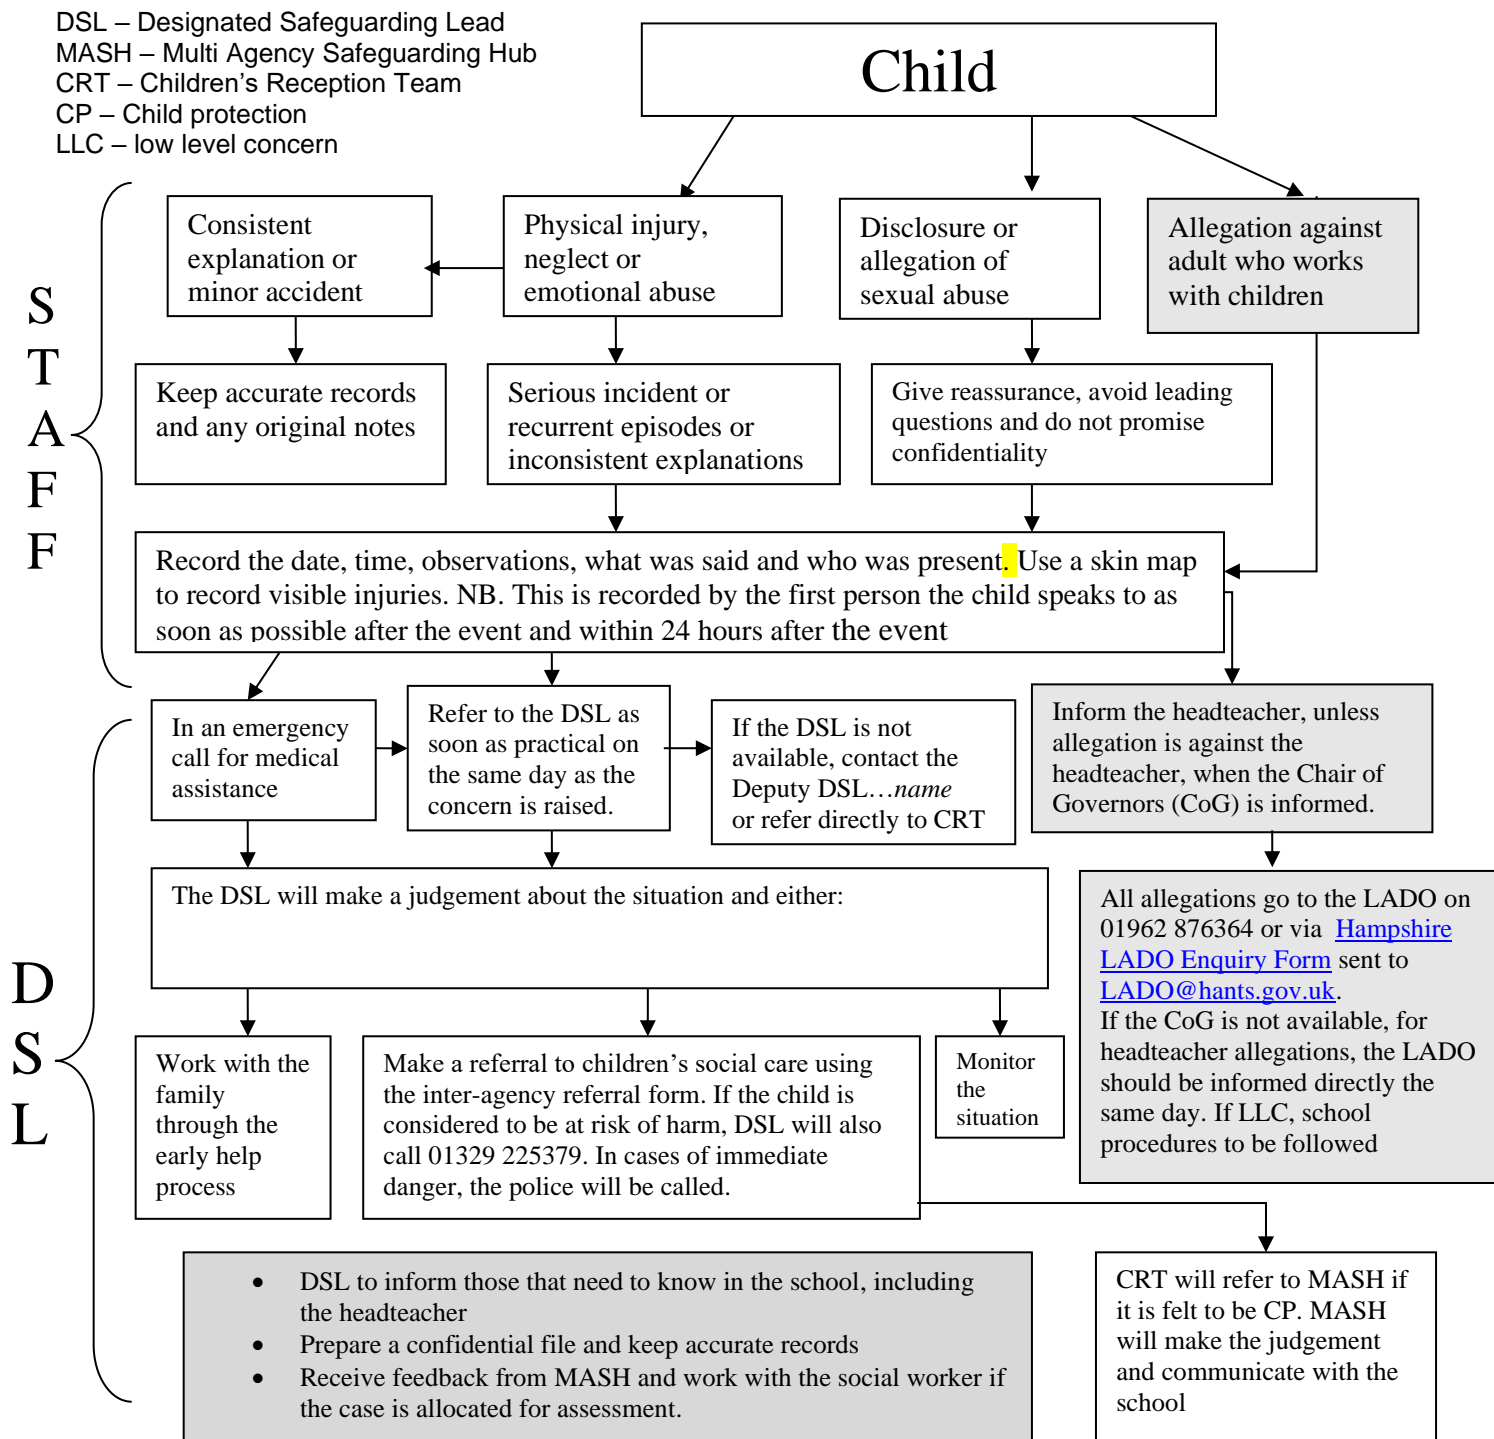 DSL – Designated Safeguarding Lead
MASH – Multi Agency Safeguarding Hub
CRT – Children's Reception Team
CP – Child protection
LLC – low level concern
Child
S
T
A
F
F
Consistent
explanation or
minor accident
Physical injury,
neglect or
emotional abuse
Disclosure or
allegation of
sexual abuse
Allegation against
adult who works
with children
Keep accurate records
and any original notes
Serious incident or
recurrent episodes or
inconsistent explanations
Give reassurance, avoid leading
questions and do not promise
confidentiality
Record the date, time, observations, what was said and who was present. Use a skin map
to record visible injuries. NB. This is recorded by the first person the child speaks to as
soon as possible after the event and within 24 hours after the event
D
S
L
In an emergency
call for medical
assistance
Refer to the DSL as
soon as practical on
the same day as the
concern is raised.
If the DSL is not
available, contact the
Deputy DSL…name
or refer directly to CRT
Inform the headteacher, unless
allegation is against the
headteacher, when the Chair of
Governors (CoG) is informed.
The DSL will make a judgement about the situation and either:
All allegations go to the LADO on
01962 876364 or via Hampshire
LADO Enquiry Form sent to
LADO@hants.gov.uk.
If the CoG is not available, for
headteacher allegations, the LADO
should be informed directly the
same day. If LLC, school
procedures to be followed
Work with the
family
through the
early help
process
Make a referral to children's social care using
the inter-agency referral form. If the child is
considered to be at risk of harm, DSL will also
call 01329 225379. In cases of immediate
danger, the police will be called.
Monitor
the
situation
• DSL to inform those that need to know in the school, including
the headteacher
• Prepare a confidential file and keep accurate records
• Receive feedback from MASH and work with the social worker if
the case is allocated for assessment.
CRT will refer to MASH if
it is felt to be CP. MASH
will make the judgement
and communicate with the
school